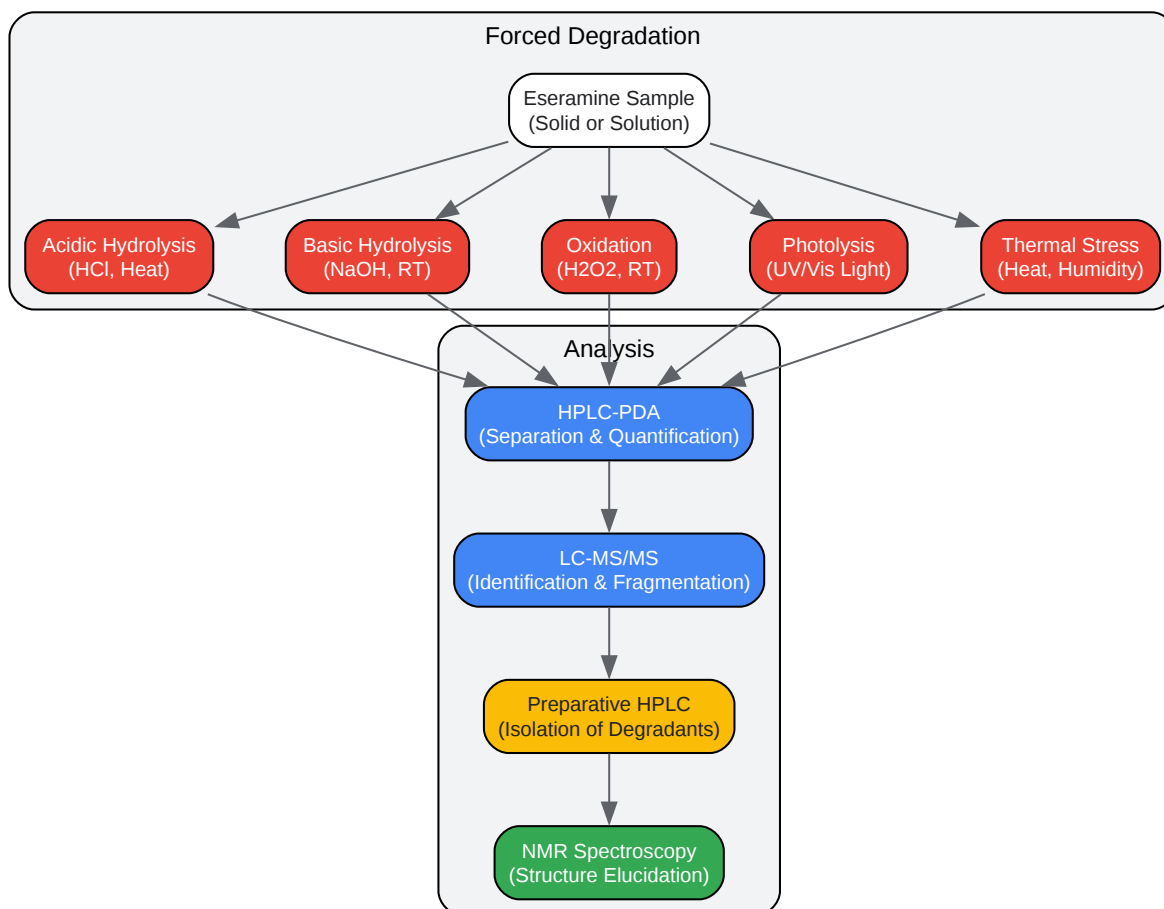 Forced Degradation
Eseramine Sample
(Solid or Solution)
Acidic Hydrolysis
(HCl, Heat)
Basic Hydrolysis
(NaOH, RT)
Oxidation
(H2O2, RT)
Photolysis
(UV/Vis Light)
Thermal Stress
(Heat, Humidity)
Analysis
HPLC-PDA
(Separation & Quantification)
LC-MS/MS
(Identification & Fragmentation)
Preparative HPLC
(Isolation of Degradants)
NMR Spectroscopy
(Structure Elucidation)